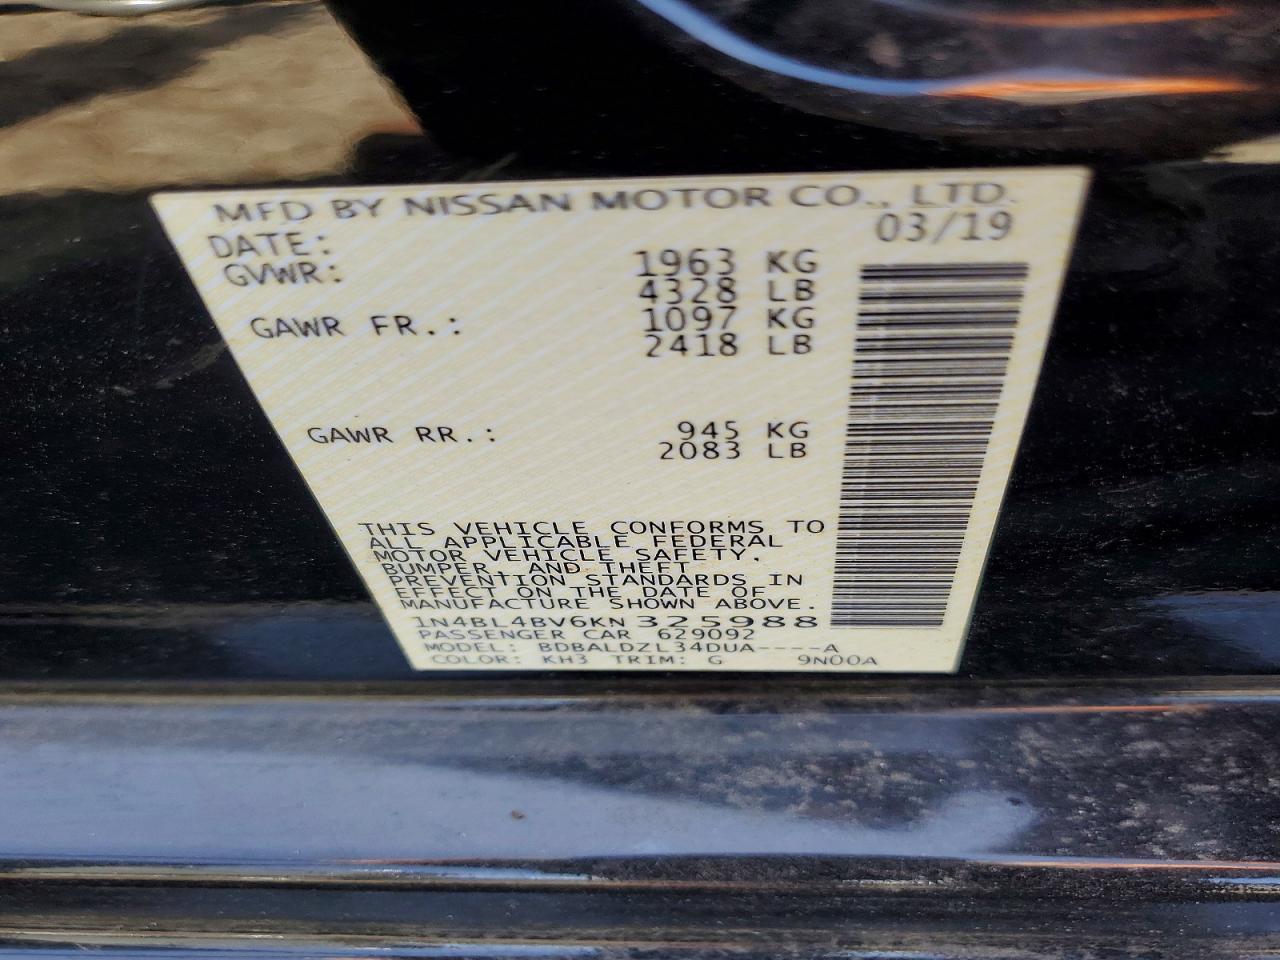 MFD BY NISSAN MOTOR CO., LTD.
DATE: 03/19
GVWR: 1963 KG
4328 LB
GAWR FR.: 1097 KG
2418 LB
GAWR RR.: 945 KG
2083 LB
THIS VEHICLE CONFORMS TO
ALL APPLICABLE FEDERAL
MOTOR VEHICLE SAFETY,
BUMPER, AND THEFT
PREVENTION STANDARDS IN
EFFECT ON THE DATE OF
MANUFACTURE SHOWN ABOVE.
1N4BL4BV6KN325988
PASSENGER CAR 629092
MODEL: BDBALDZL34DUA----A
COLOR: KH3 TRIM: G 9N00A